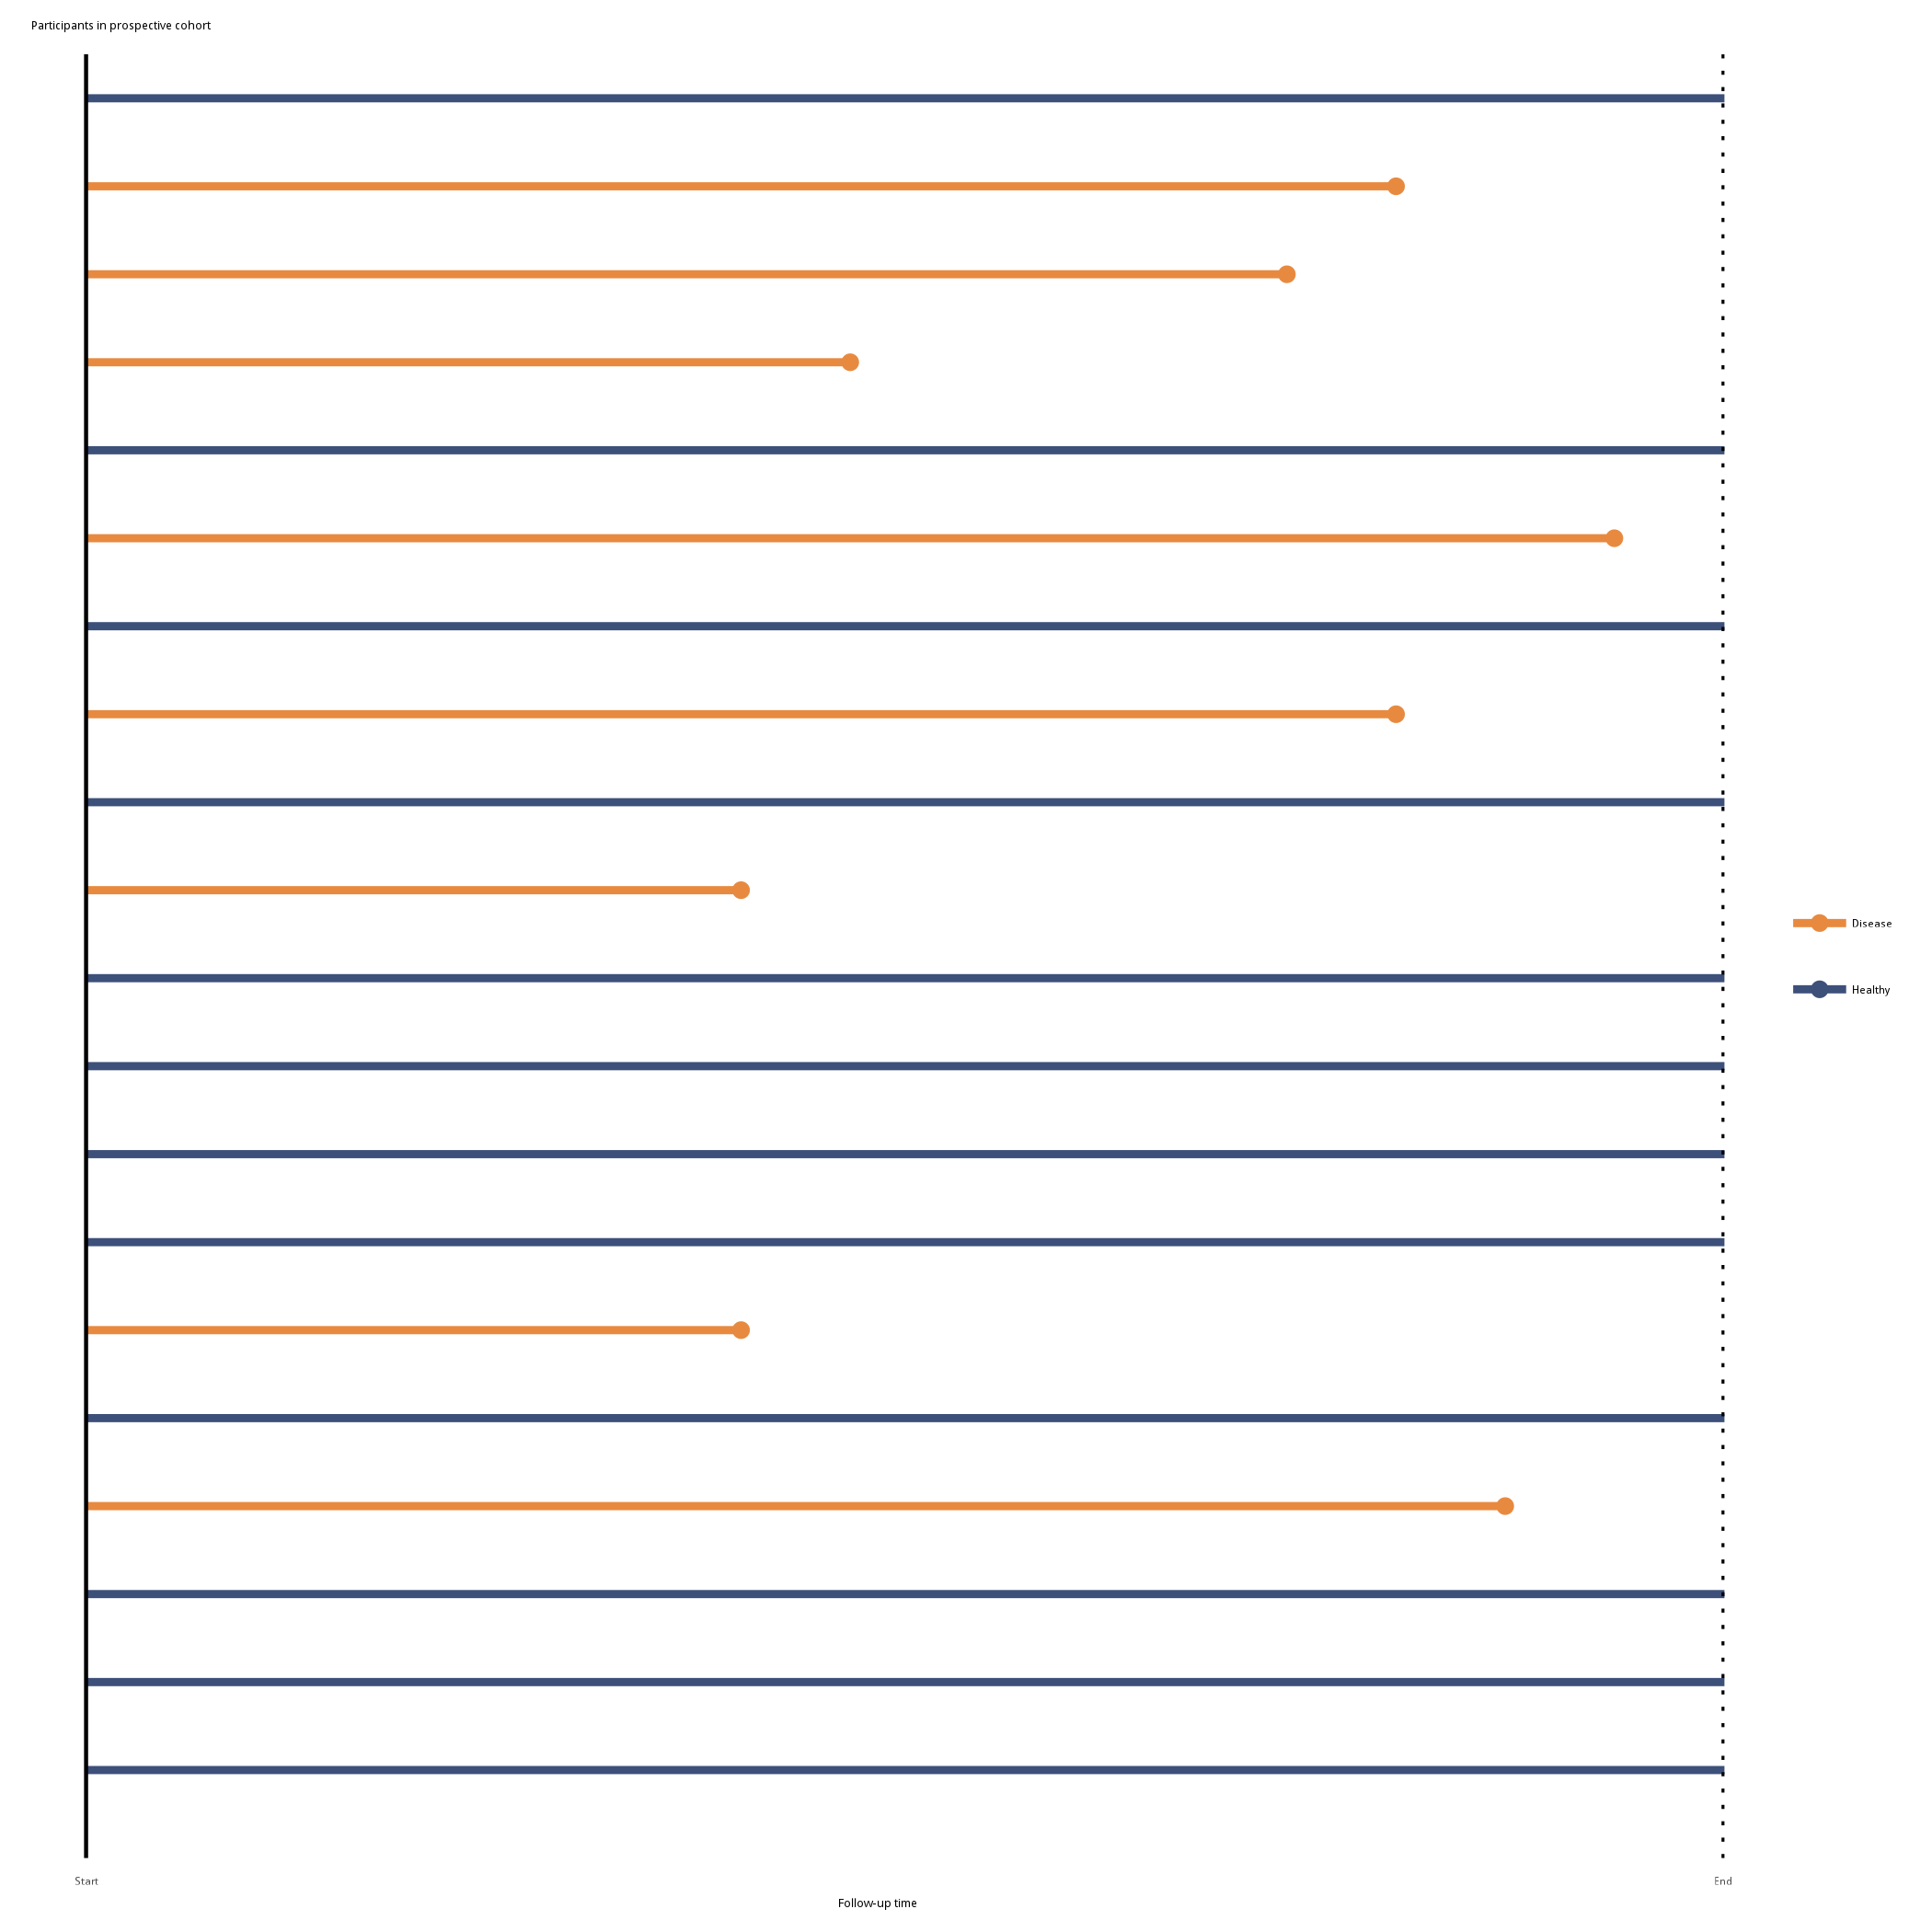 Participants in prospective cohort
Disease
Healthy
Start
End
Follow-up time